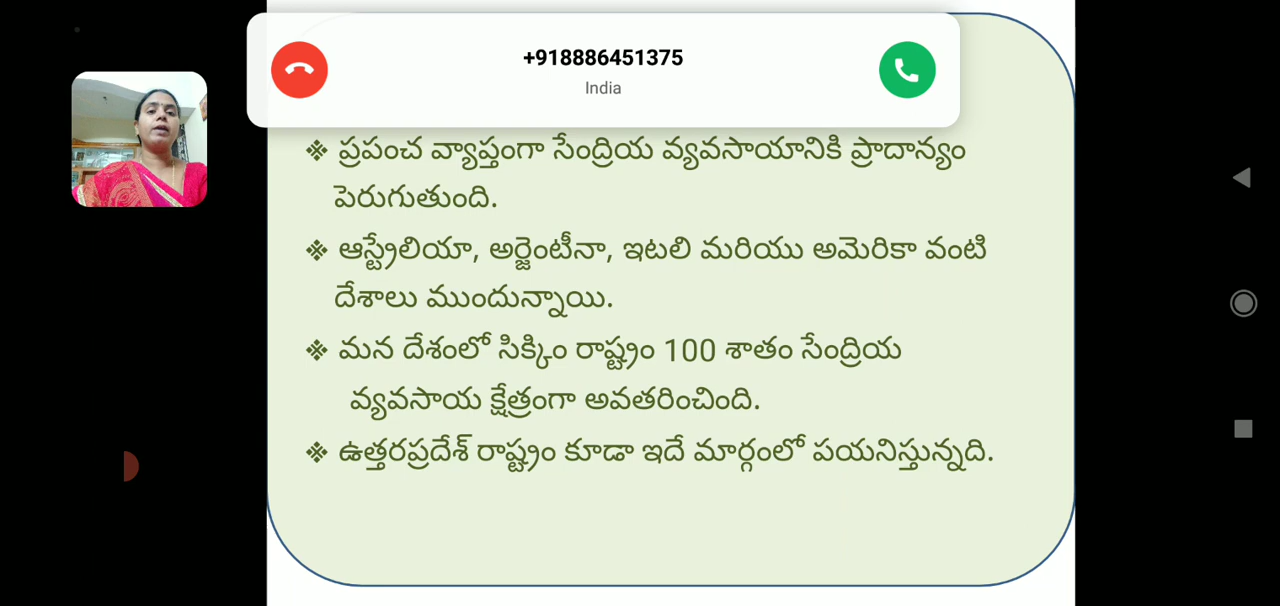 +918886451375
India
❖ ప్రపంచ వ్యాప్తంగా సేంద్రియ వ్యవసాయానికి ప్రాదాన్యం
పెరుగుతుంది.
❖ ఆస్ట్రేలియా, అర్జెంటీనా, ఇటలి మరియు అమెరికా వంటి
దేశాలు ముందున్నాయి.
❖ మన దేశంలో సిక్కిం రాష్ట్రం 100 శాతం సేంద్రియ
వ్యవసాయ క్షేత్రంగా అవతరించింది.
❖ ఉత్తరప్రదేశ్ రాష్ట్రం కూడా ఇదే మార్గంలో పయనిస్తున్నది.